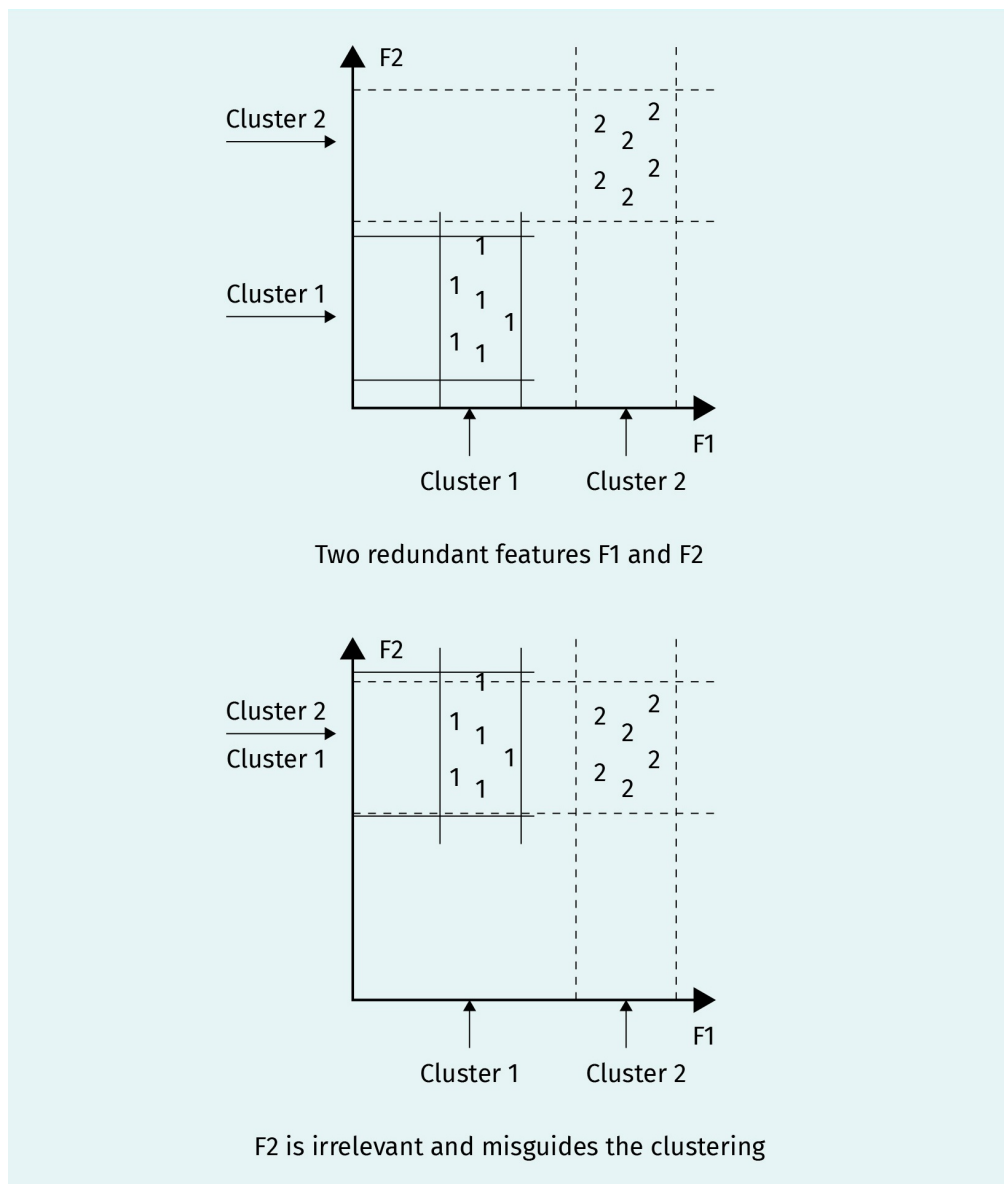 F2
Cluster 2
2
2
2
2
2
2
1
Cluster 1
1
1
1
1
1
F1
Cluster 1 Cluster 2
Two redundant features F1 and F2
F2
1
Cluster 2
2
2
1
2
1
Cluster 1
1
2
2
1
2
1
F1
Cluster 1 Cluster 2
F2 is irrelevant and misguides the clustering